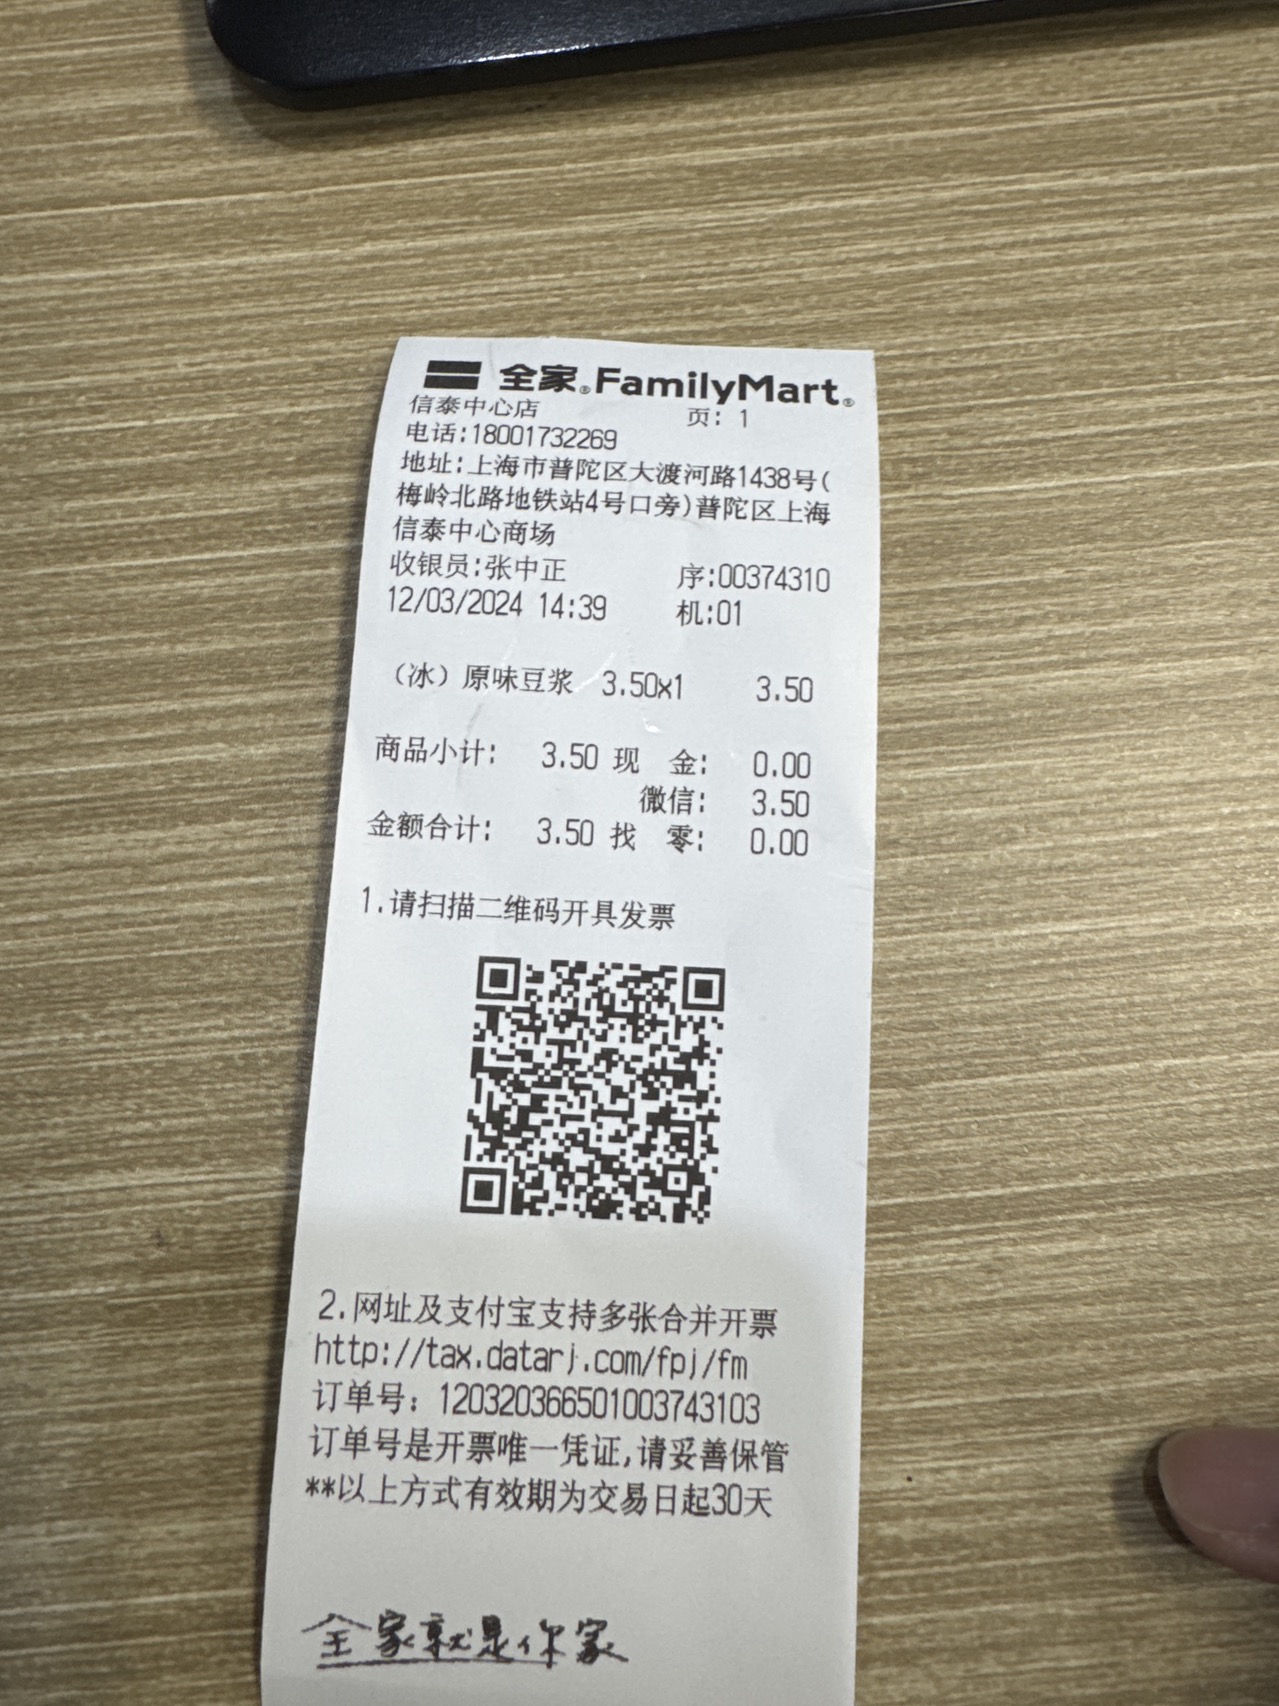 全家®FamilyMart®
信泰中心店 页: 1
电话:18001732269
地址:上海市普陀区大渡河路1438号(
梅岭北路地铁站4号口旁)普陀区上海
信泰中心商场
收银员:张中正 序:00374310
12/03/2024 14:39 机:01
（冰）原味豆浆 3.50x1 3.50
商品小计: 3.50 现 金: 0.00
微信: 3.50
金额合计: 3.50 找 零: 0.00
1.请扫描二维码开具发票
2.网址及支付宝支持多张合并开票
http://tax.datarj.com/fpj/fm
订单号: 120320366501003743103
订单号是开票唯一凭证,请妥善保管
**以上方式有效期为交易日起30天
全家就是你家